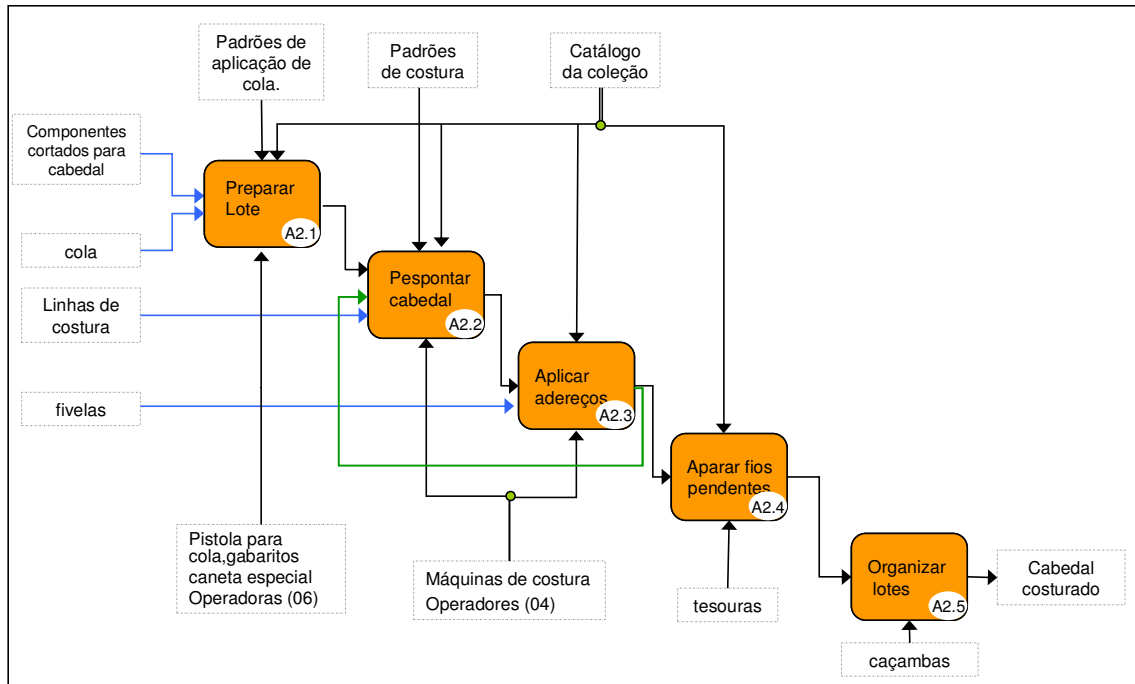 Padrões de
aplicação de
cola.
Padrões
de costura
Catálogo
da coleção
Componentes
cortados para
cabedal
Preparar
Lote
A2.1
cola
Pespontar
cabedal
A2.2
Linhas de
costura
Aplicar
adereços
A2.3
fivelas
Aparar fios
pendentes
A2.4
Pistola para
cola,gabaritos
caneta especial
Operadoras (06)
Máquinas de costura
Operadores (04)
tesouras
Organizar
lotes
A2.5
Cabedal
costurado
caçambas